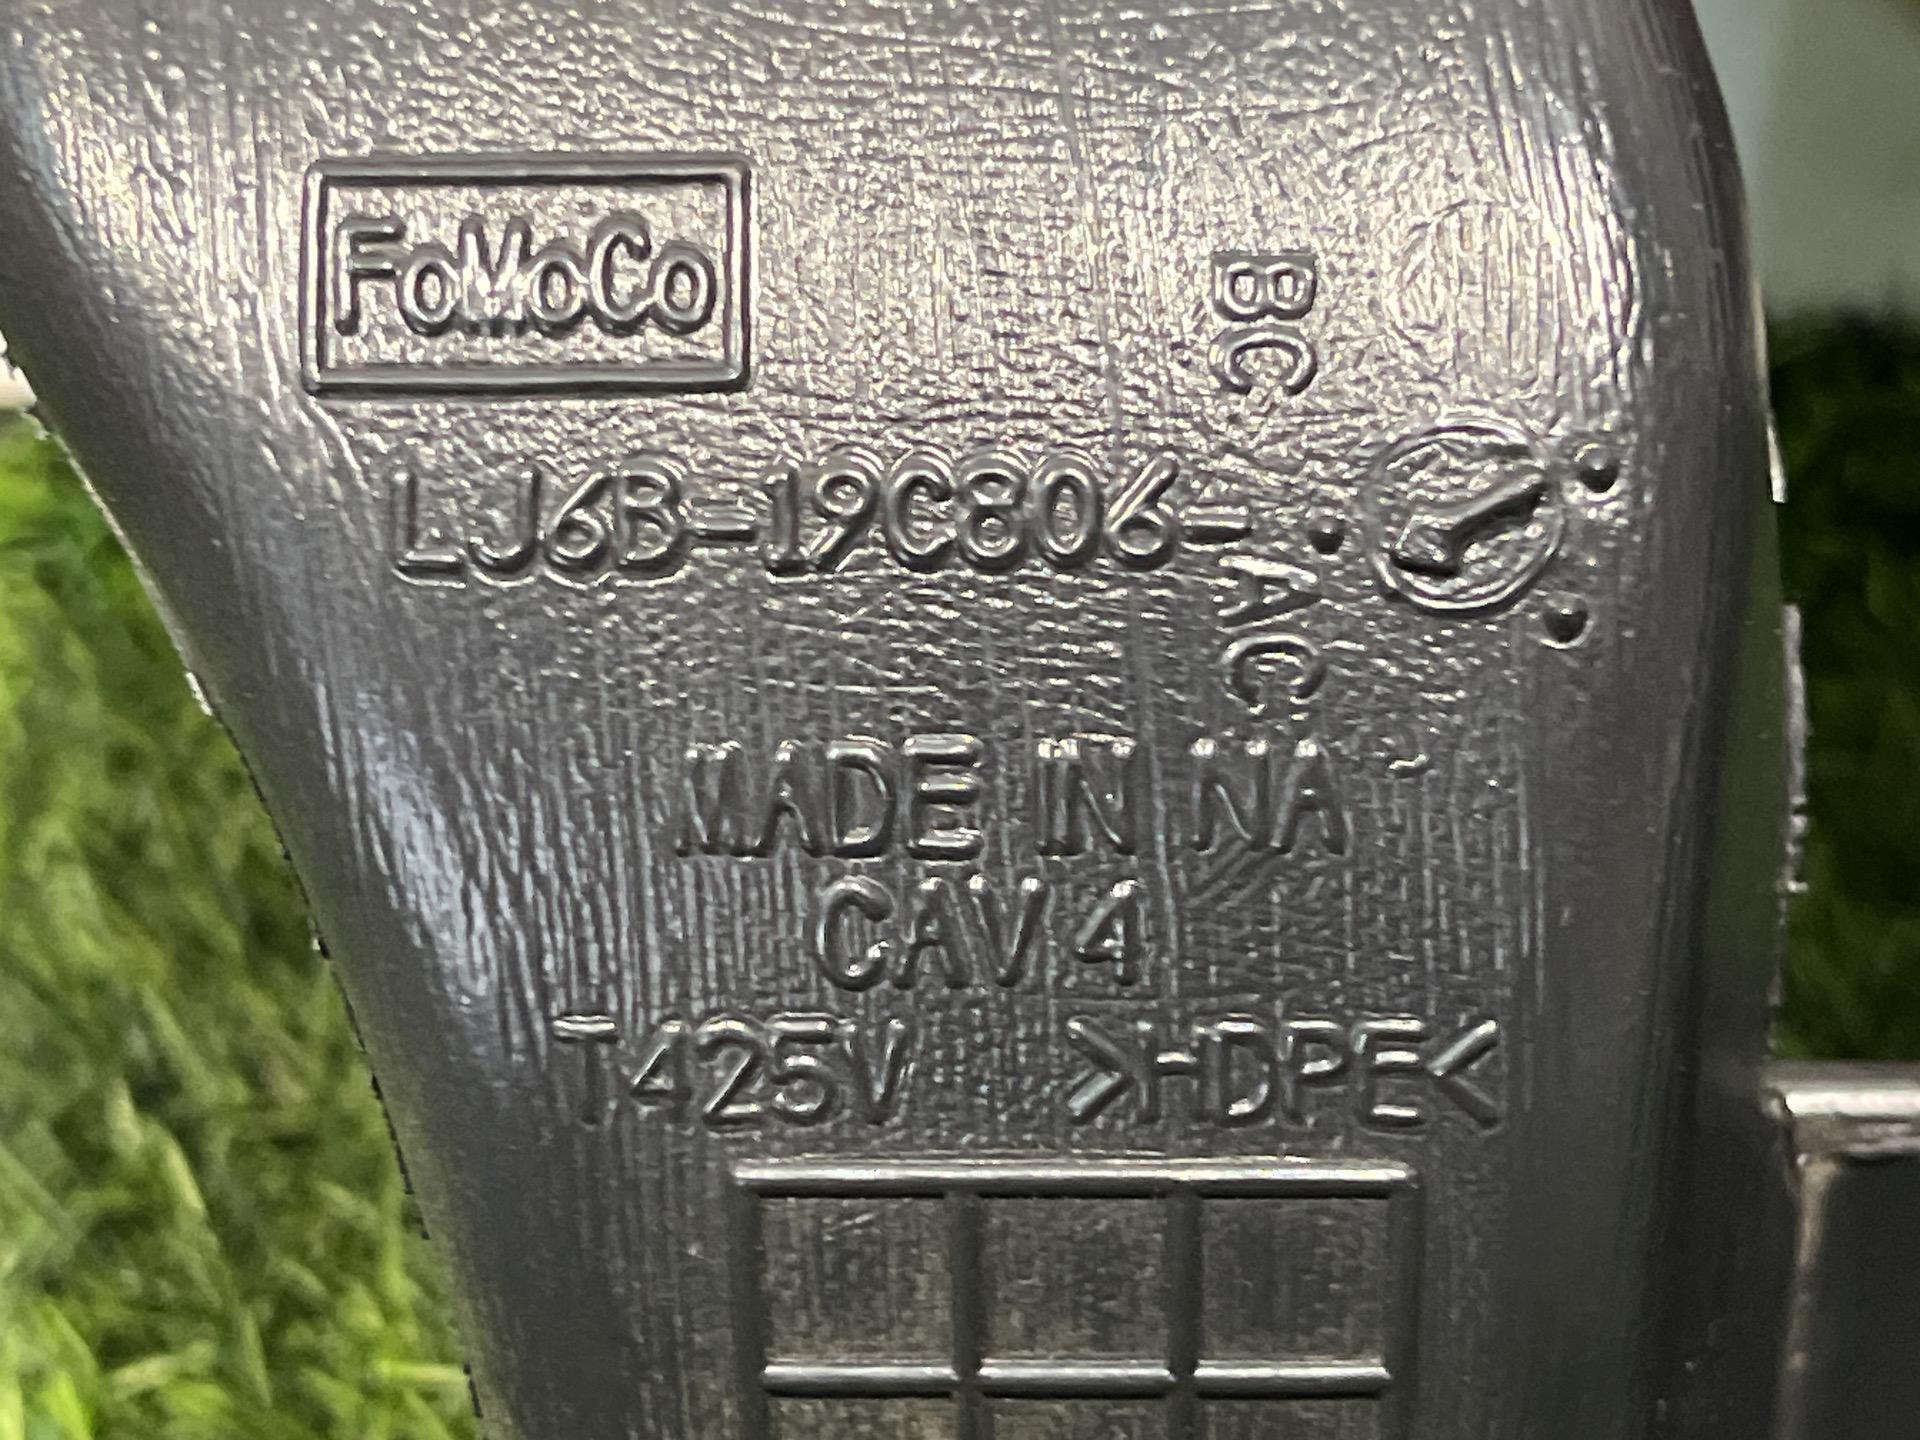 FoMoCo
BC
LJ6B-19C806-
AC
MADE IN NA
CAV 4
T425V >HDPE<